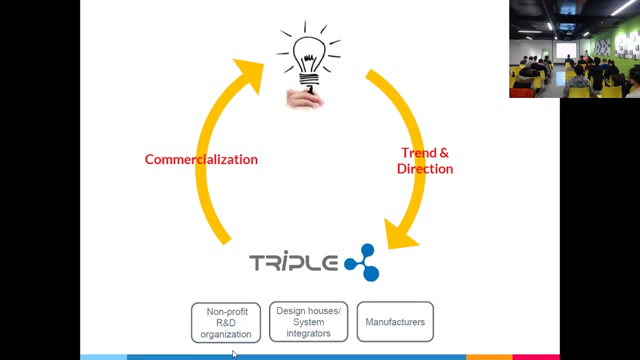 Commercialization
Trend &
Direction
TRiPLE
Non-profit
R&D
organization
Design houses/
System
integrators
Manufacturers